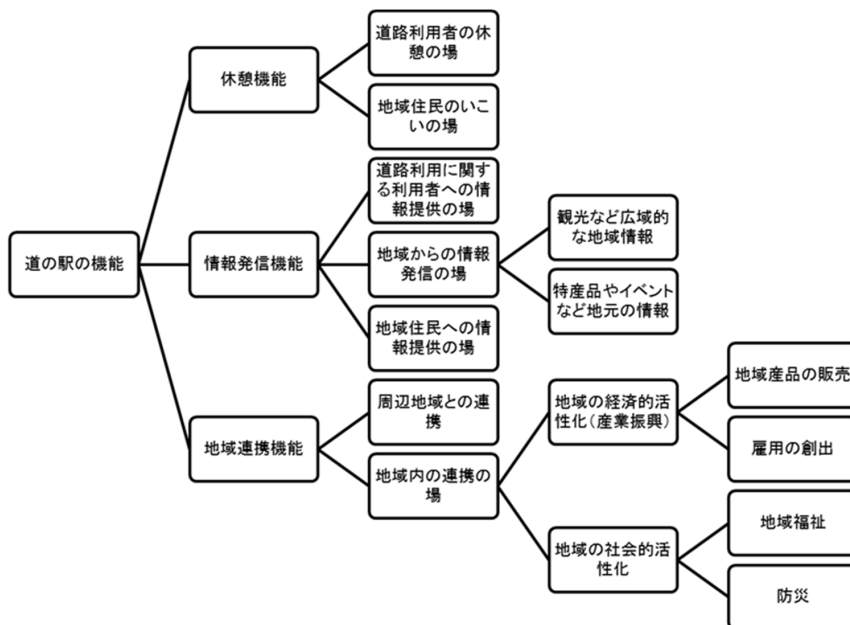 道路利用者の休
憩の場
休憩機能
地域住民のいこ
いの場
道路利用に関す
る利用者への情
報提供の場
観光など広域的
な地域情報
道の駅の機能
情報発信機能
地域からの情報
発信の場
特産品やイベント
など地元の情報
地域住民への情
報提供の場
地域産品の販売
周辺地域との連
携
地域の経済的活
性化(産業振興)
地域連携機能
雇用の創出
地域内の連携の
場
地域福祉
地域の社会的活
性化
防災